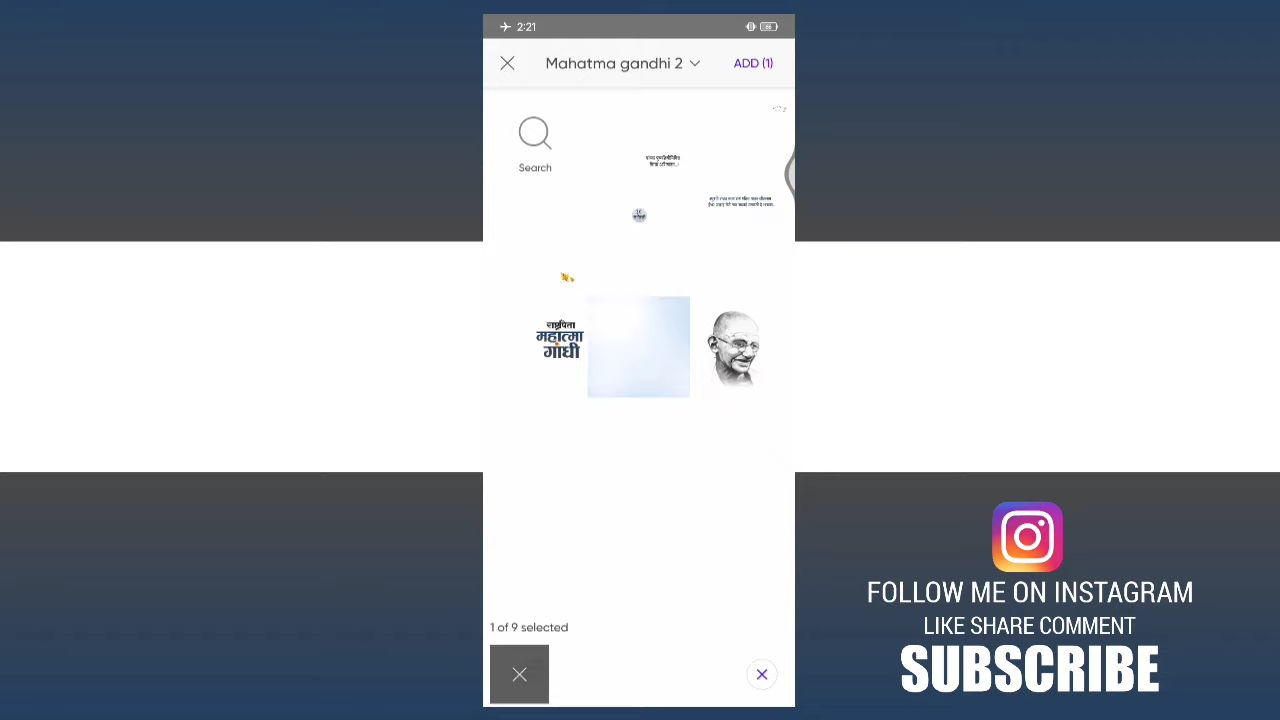 2:21
Mahatma gandhi 2
ADD (1)
Search
राष्ट्रपिता
महात्मा
गांधी
1 of 9 selected
FOLLOW ME ON INSTAGRAM
LIKE SHARE COMMENT
SUBSCRIBE